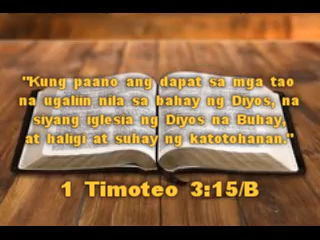 "Kung paano ang dapat sa mga tao
na ugaliin nila sa bahay ng Diyos, na
siyang iglesia ng Diyos na Buhay,
at haligi at suhay ng katotohanan."
1 Timoteo 3:15/B